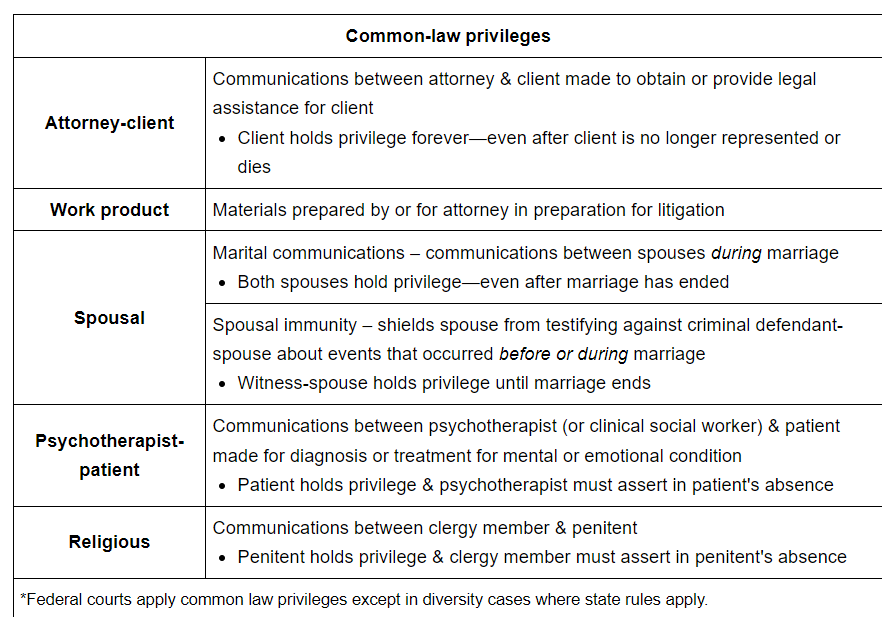 Common-law privileges
Attorney-client
Communications between attorney & client made to obtain or provide legal
assistance for client
• Client holds privilege forever—even after client is no longer represented or
dies
Work product
Materials prepared by or for attorney in preparation for litigation
Spousal
Marital communications – communications between spouses during marriage
• Both spouses hold privilege—even after marriage has ended
Spousal immunity – shields spouse from testifying against criminal defendant-
spouse about events that occurred before or during marriage
• Witness-spouse holds privilege until marriage ends
Psychotherapist-
patient
Communications between psychotherapist (or clinical social worker) & patient
made for diagnosis or treatment for mental or emotional condition
• Patient holds privilege & psychotherapist must assert in patient's absence
Religious
Communications between clergy member & penitent
• Penitent holds privilege & clergy member must assert in penitent's absence
*Federal courts apply common law privileges except in diversity cases where state rules apply.